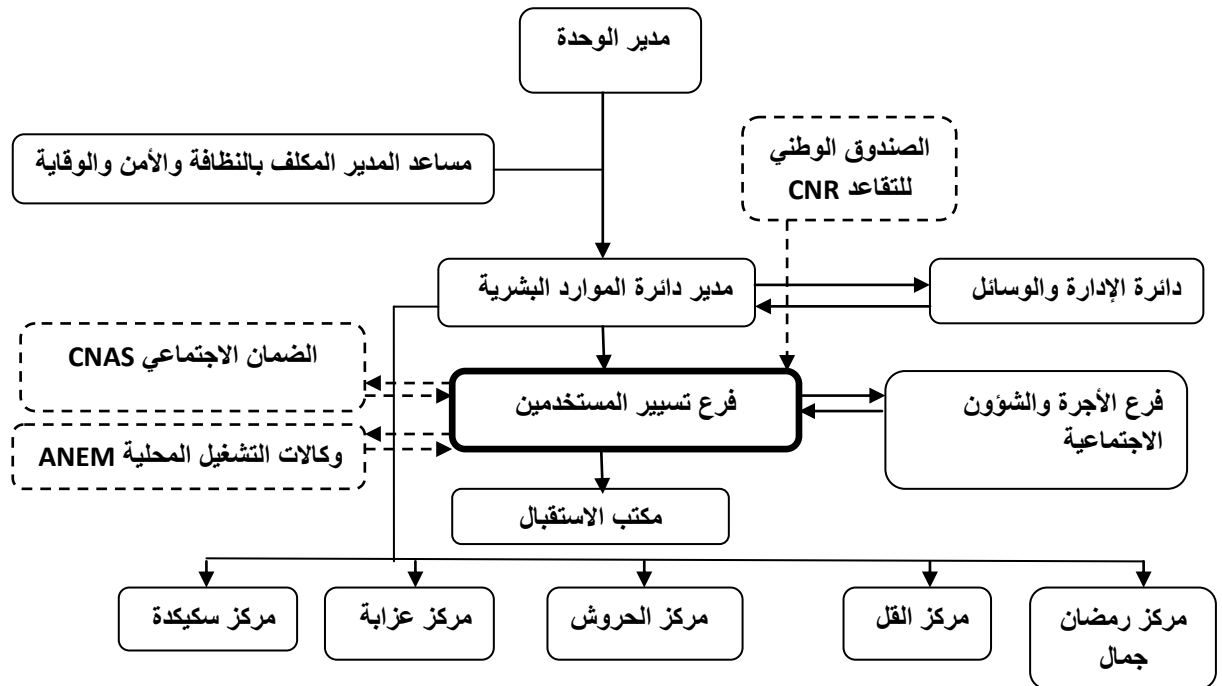 مدير الوحدة
الصندوق الوطني
للتقاعد CNR
مساعد المدير المكلف بالنظافة والأمن والوقاية
مدير دائرة الموارد البشرية
دائرة الإدارة والوسائل
الضمان الاجتماعي CNAS
فرع تسيير المستخدمين
فرع الأجرة والشؤون
الاجتماعية
وكالات التشغيل المحلية ANEM
مكتب الاستقبال
مركز رمضان
جمال
مركز القل
مركز الحروش
مركز عزابة
مركز سكيكدة